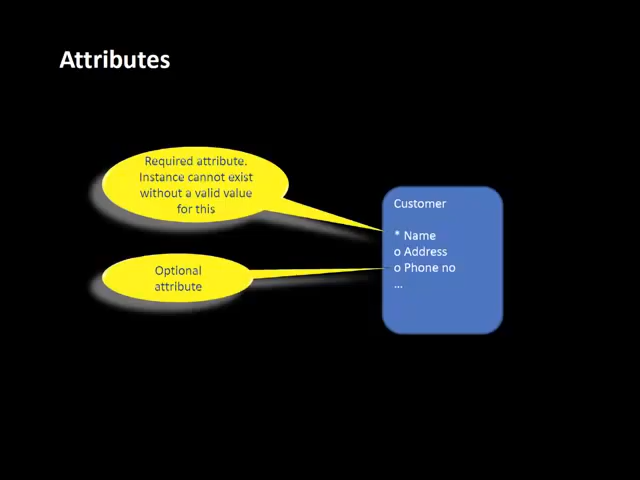 Attributes
Required attribute.
Instance cannot exist
without a valid value
for this
Customer
* Name
o Address
o Phone no
...
Optional
attribute